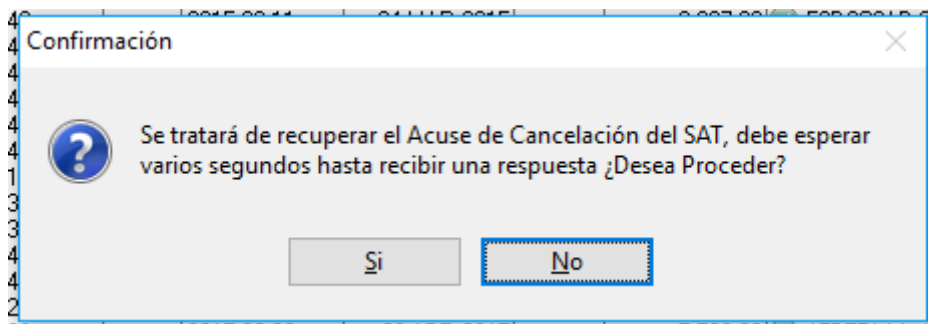 Confirmación
Se tratará de recuperar el Acuse de Cancelación del SAT, debe esperar
varios segundos hasta recibir una respuesta ¿Desea Proceder?
Si
No